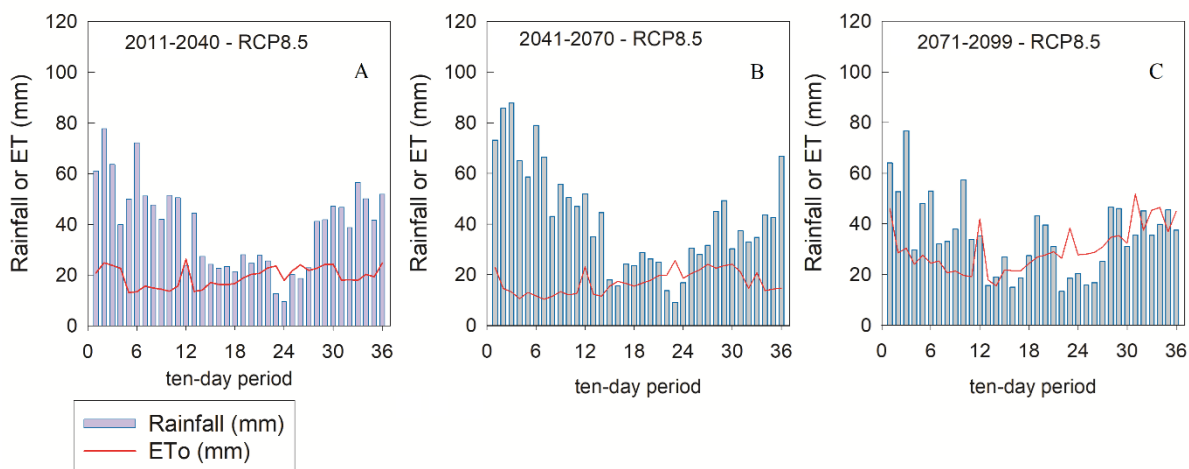 120
100
80
60
40
20
0
Rainfall or ET (mm)
2011-2040 - RCP8.5
A
0 6 12 18 24 30 36
ten-day period
120
100
80
60
40
20
0
Rainfall or ET (mm)
2041-2070 - RCP8.5
B
0 6 12 18 24 30 36
ten-day period
120
100
80
60
40
20
0
Rainfall or ET (mm)
2071-2099 - RCP8.5
C
0 6 12 18 24 30 36
ten-day period
Rainfall (mm)
ETo (mm)